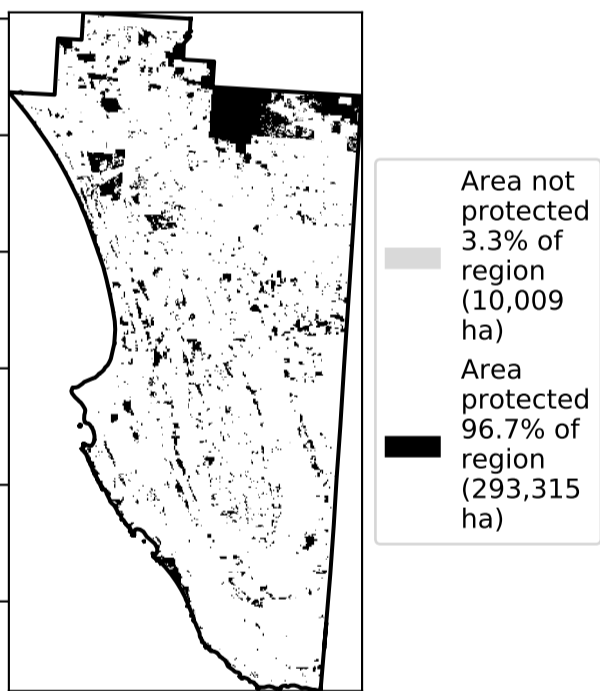 Area not
protected
3.3% of
region
(10,009
ha)
Area
protected
96.7% of
region
(293,315
ha)